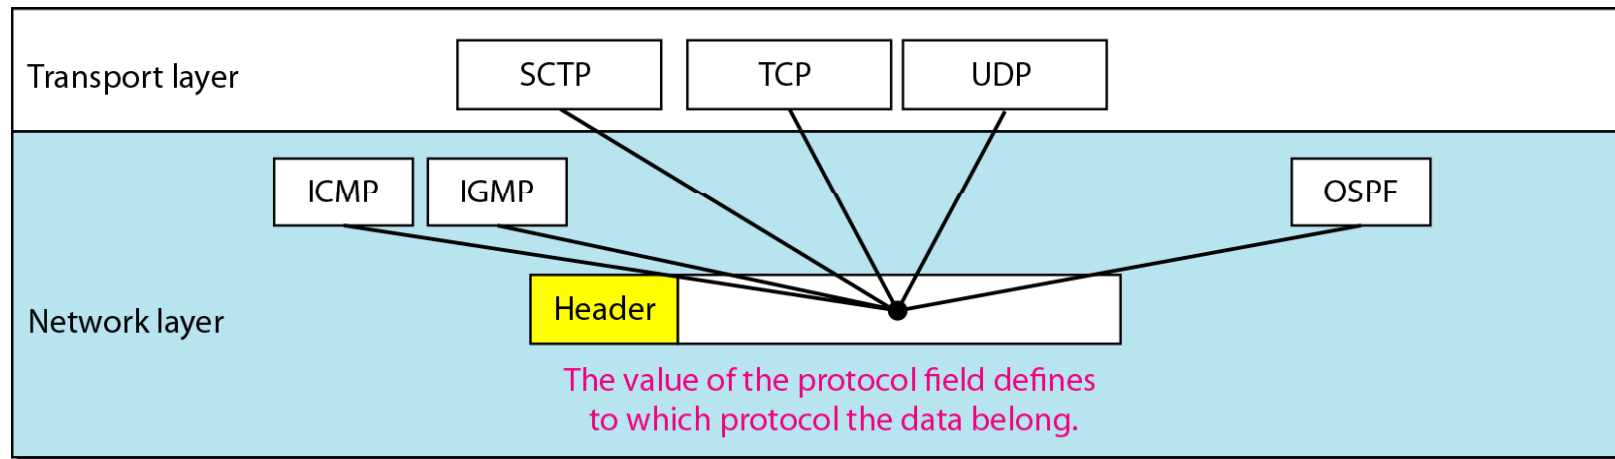 Transport layer
SCTP
TCP
UDP
ICMP
IGMP
OSPF
Network layer
Header
The value of the protocol field defines
to which protocol the data belong.